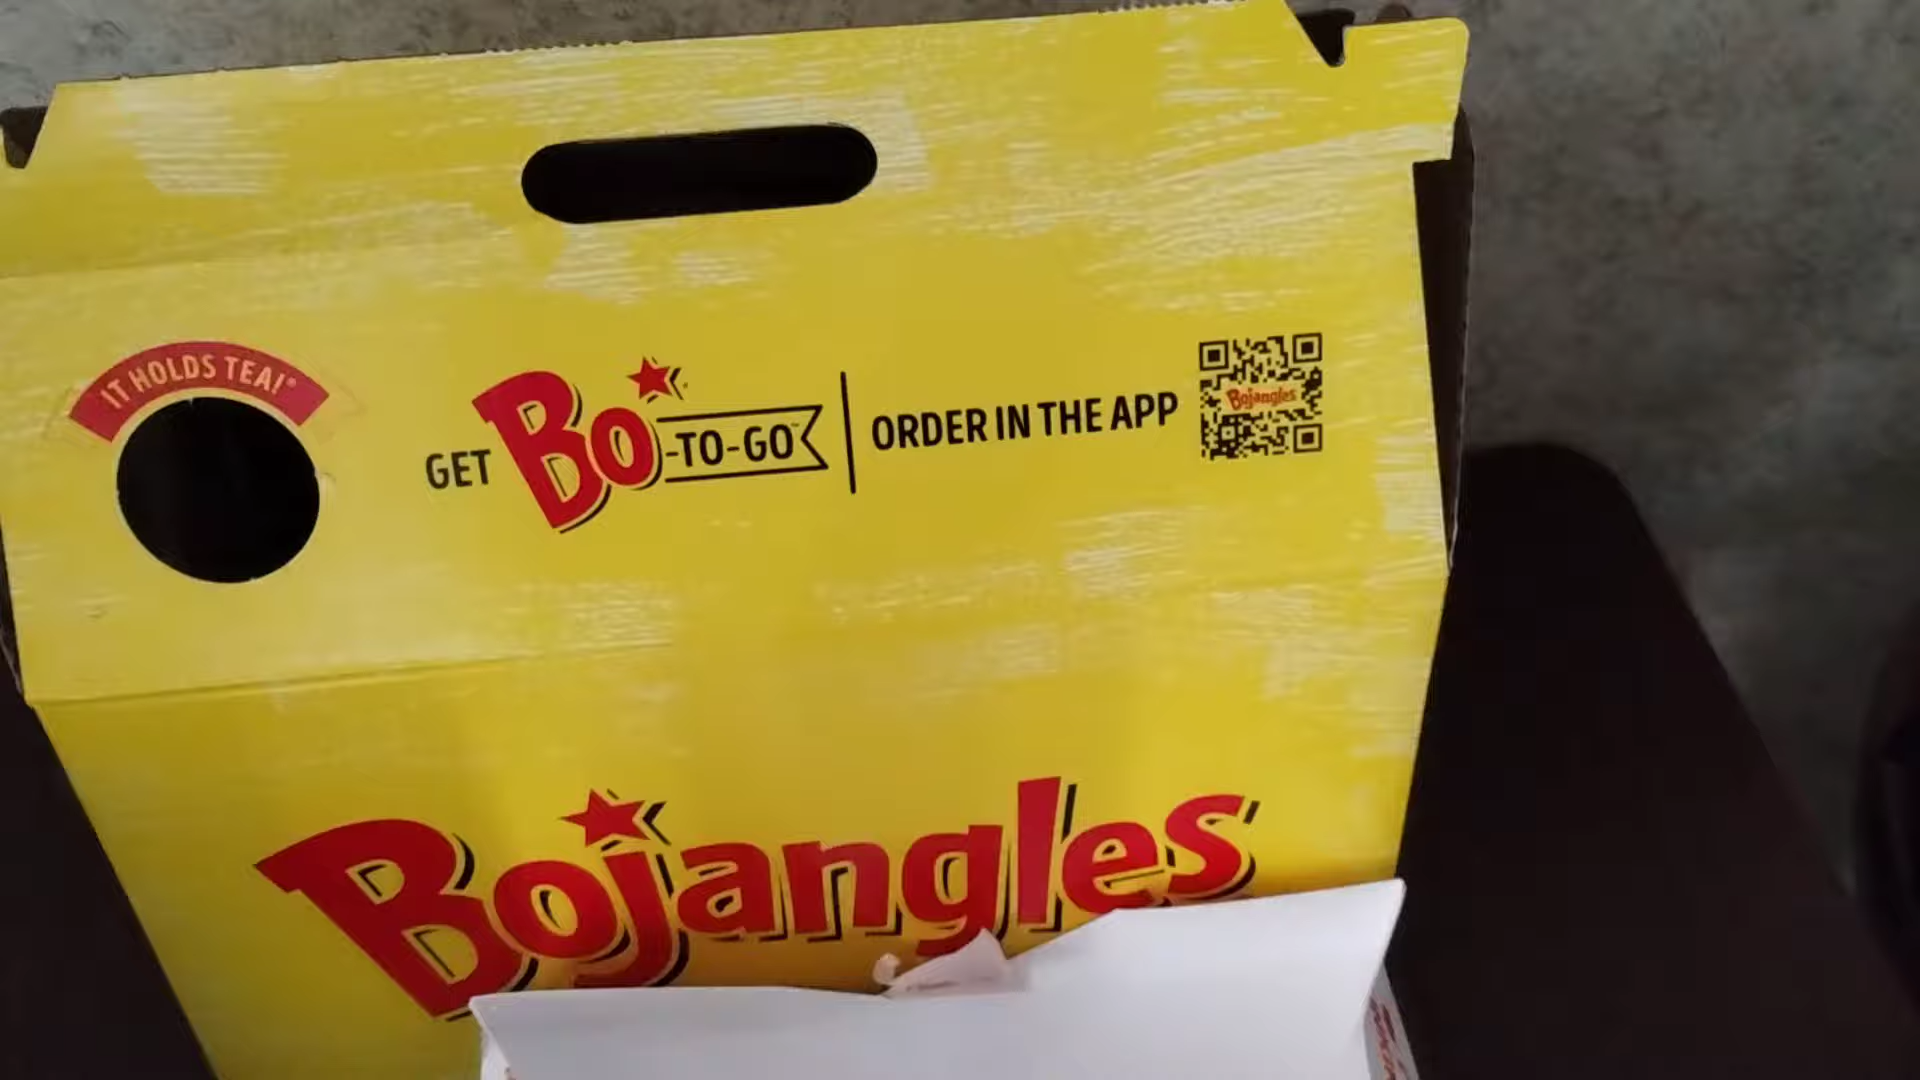 IT HOLDS TEA!®
GET Bo-TO-GO™ | ORDER IN THE APP
Bojangles
Bojangles